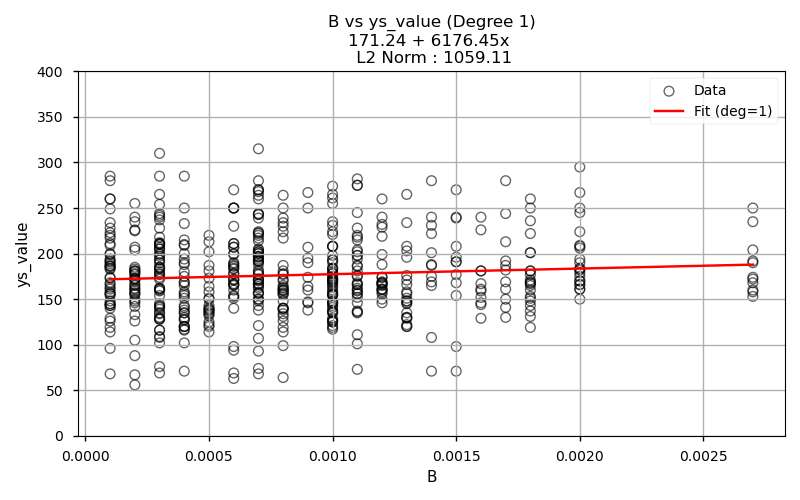 B vs ys_value (Degree 1)
171.24 + 6176.45x
L2 Norm : 1059.11
400
350
300
250
200
150
100
50
0
ys_value
Data
Fit (deg=1)
0.0000
0.0005
0.0010
0.0015
0.0020
0.0025
B